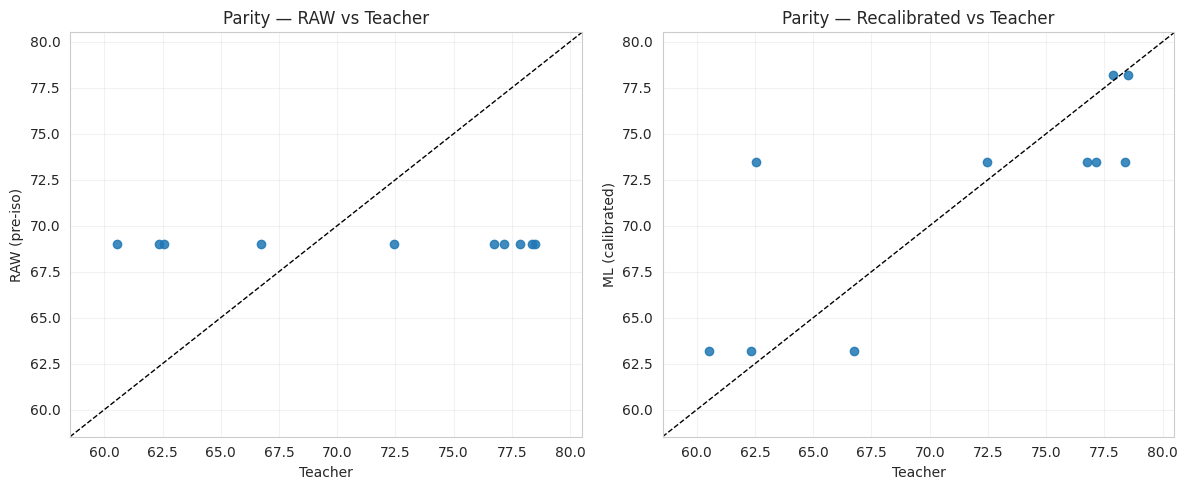 Parity — RAW vs Teacher
80.0
77.5
75.0
72.5
70.0
67.5
65.0
62.5
60.0
RAW (pre-iso)
60.0 62.5 65.0 67.5 70.0 72.5 75.0 77.5 80.0
Teacher
Parity — Recalibrated vs Teacher
80.0
77.5
75.0
72.5
70.0
67.5
65.0
62.5
60.0
ML (calibrated)
60.0 62.5 65.0 67.5 70.0 72.5 75.0 77.5 80.0
Teacher